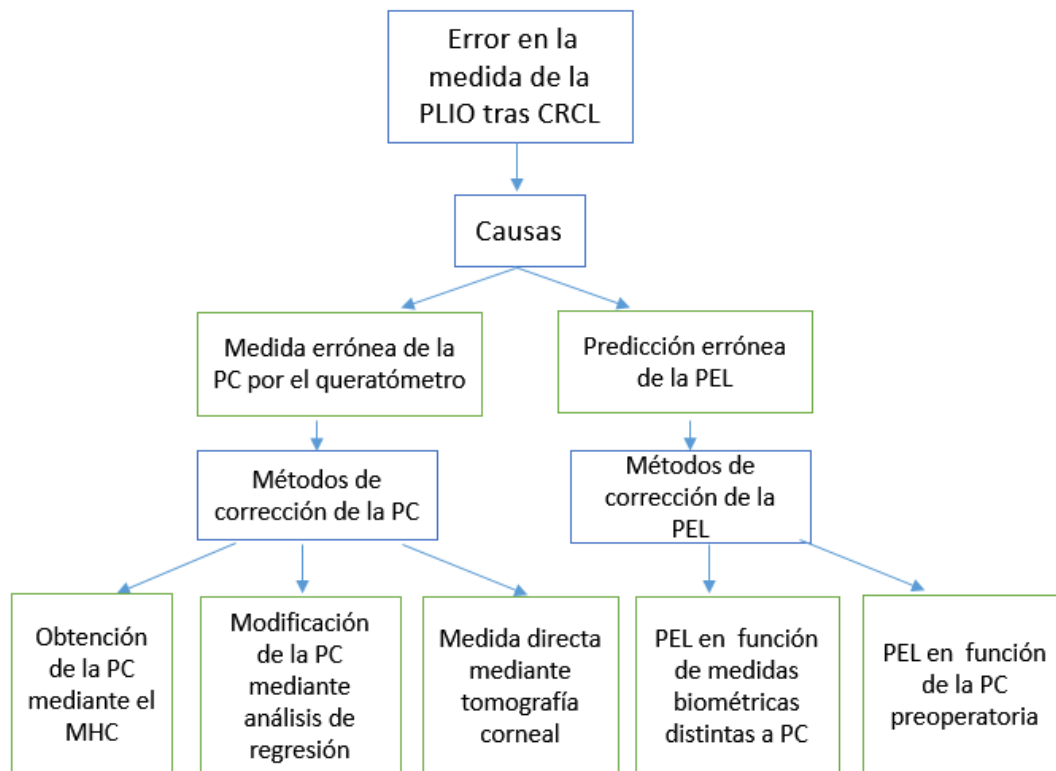 Error en la
medida de la
PLIO tras CRCL
Causas
Medida errónea de la
PC por el queratómetro
Predicción errónea
de la PEL
Métodos de
corrección de la PC
Métodos de
corrección de la
PEL
Obtención
de la PC
mediante el
MHC
Modificación
de la PC
mediante
análisis de
regresión
Medida directa
mediante
tomografía
corneal
PEL en función
de medidas
biométricas
distintas a PC
PEL en función
de la PC
preoperatoria